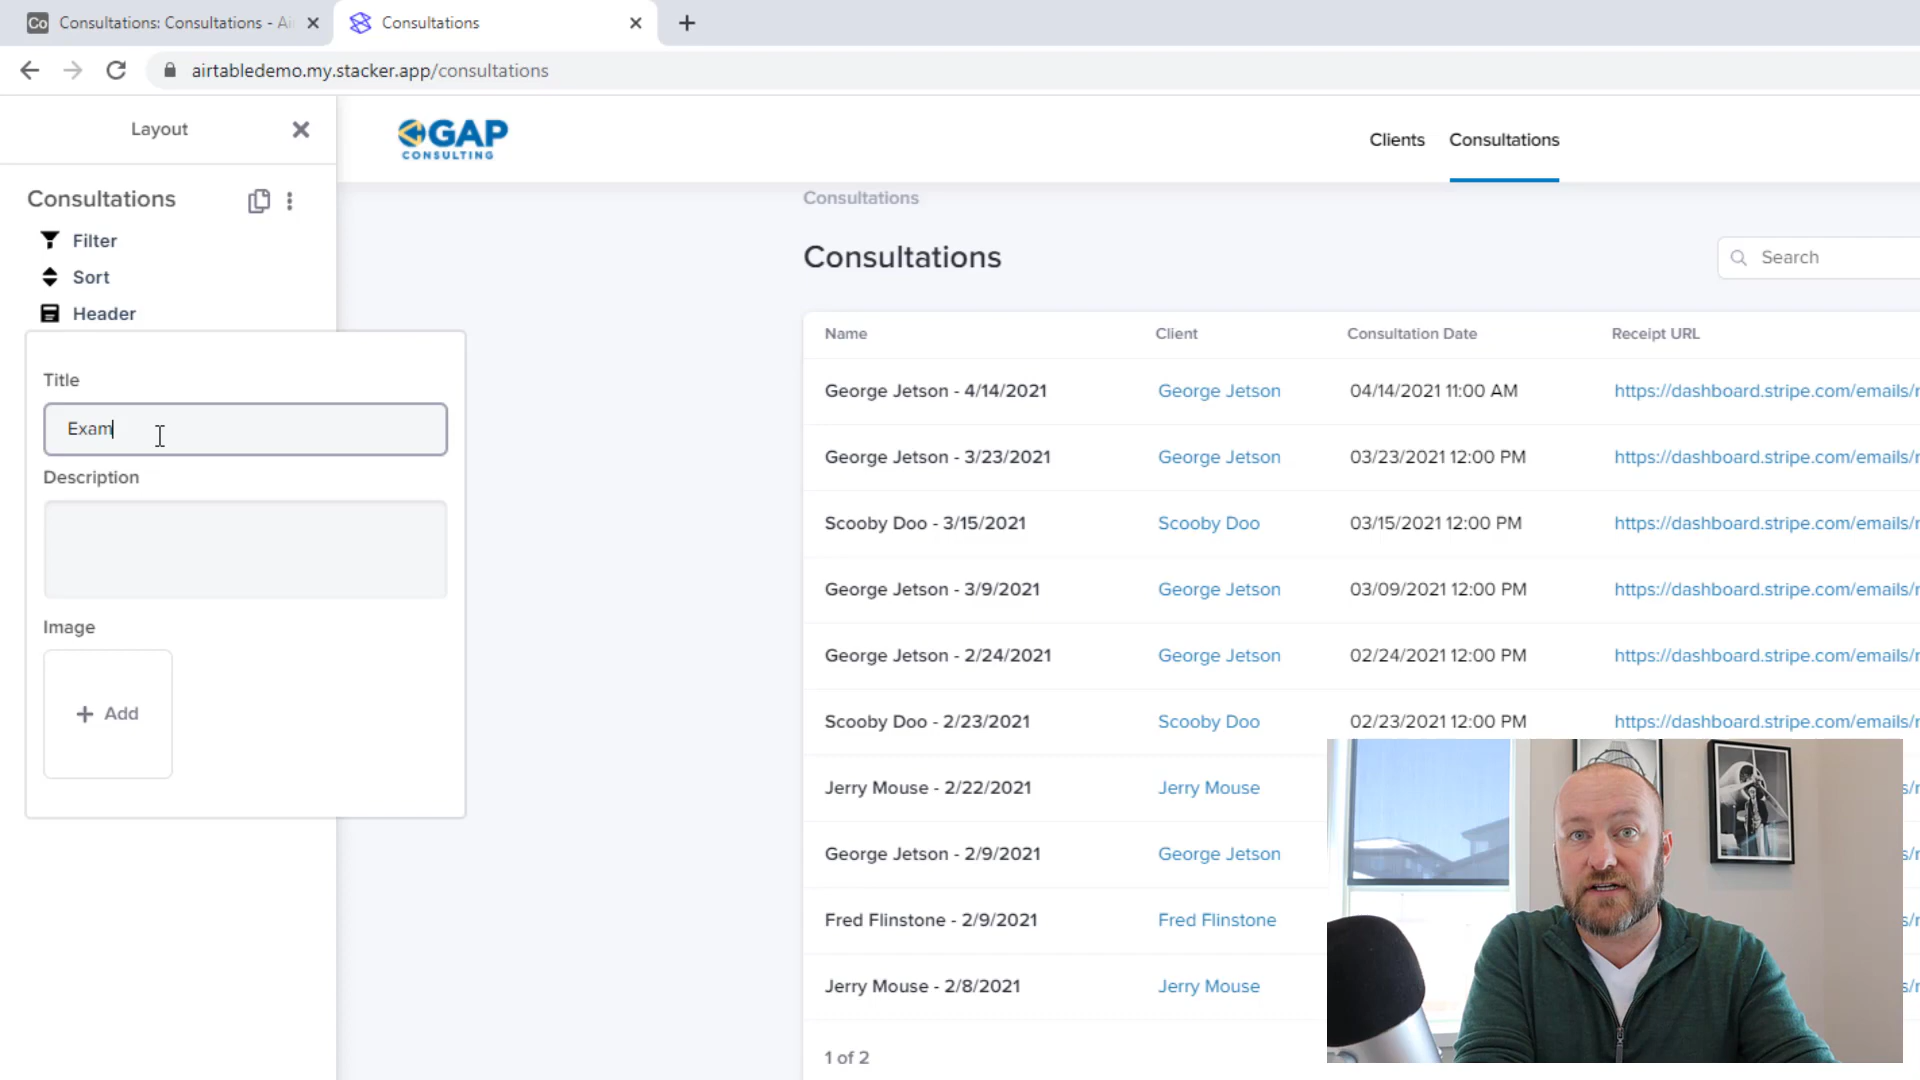 Co Consultations: Consultations - Ai
Consultations
airtabledemo.my.stacker.app/consultations
Layout
Consultations
Filter
Sort
Header
Title
Exam
Description
Image
+ Add
GAP
CONSULTING
Clients Consultations
Consultations
Consultations
Search
Name Client Consultation Date Receipt URL
George Jetson - 4/14/2021 George Jetson 04/14/2021 11:00 AM https://dashboard.stripe.com/emails/r
George Jetson - 3/23/2021 George Jetson 03/23/2021 12:00 PM https://dashboard.stripe.com/emails/r
Scooby Doo - 3/15/2021 Scooby Doo 03/15/2021 12:00 PM https://dashboard.stripe.com/emails/r
George Jetson - 3/9/2021 George Jetson 03/09/2021 12:00 PM https://dashboard.stripe.com/emails/r
George Jetson - 2/24/2021 George Jetson 02/24/2021 12:00 PM https://dashboard.stripe.com/emails/r
Scooby Doo - 2/23/2021 Scooby Doo 02/23/2021 12:00 PM https://dashboard.stripe.com/emails/r
Jerry Mouse - 2/22/2021 Jerry Mouse s/r
George Jetson - 2/9/2021 George Jetson s/r
Fred Flinstone - 2/9/2021 Fred Flinstone s/r
Jerry Mouse - 2/8/2021 Jerry Mouse s/r
1 of 2